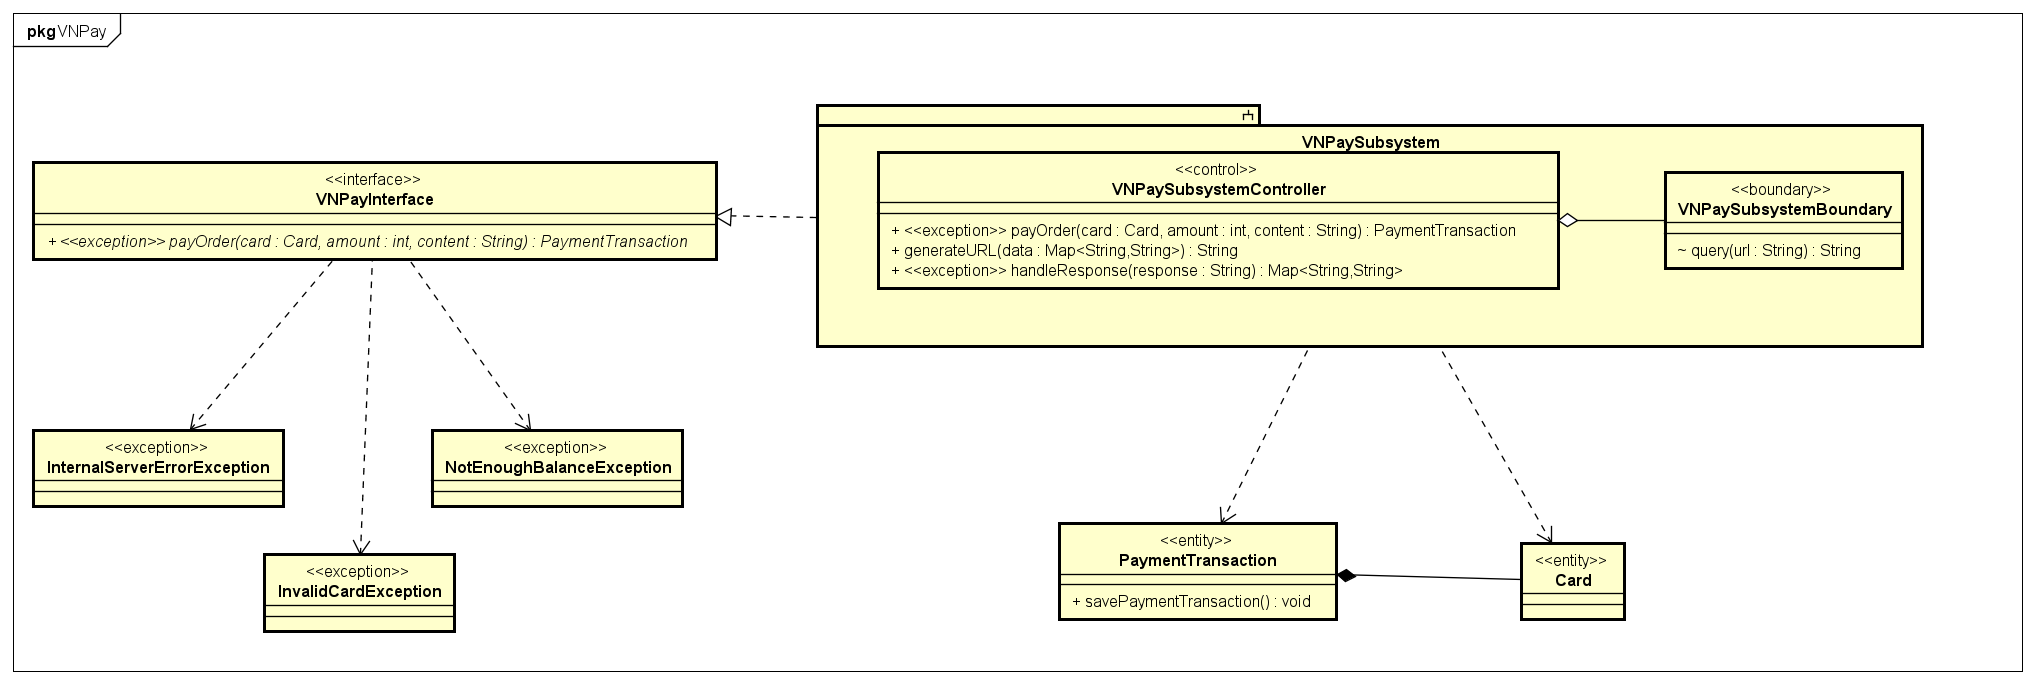 pkg VNPay
<<interface>>
VNPayInterface
+ <<exception>> payOrder(card : Card, amount : int, content : String) : PaymentTransaction
VNPaySubsystem
<<control>>
VNPaySubsystemController
+ <<exception>> payOrder(card : Card, amount : int, content : String) : PaymentTransaction
+ generateURL(data : Map<String,String>) : String
+ <<exception>> handleResponse(response : String) : Map<String,String>
<<boundary>>
VNPaySubsystemBoundary
~ query(url : String) : String
<<exception>>
InternalServerErrorException
<<exception>>
NotEnoughBalanceException
<<exception>>
InvalidCardException
<<entity>>
PaymentTransaction
+ savePaymentTransaction() : void
<<entity>>
Card